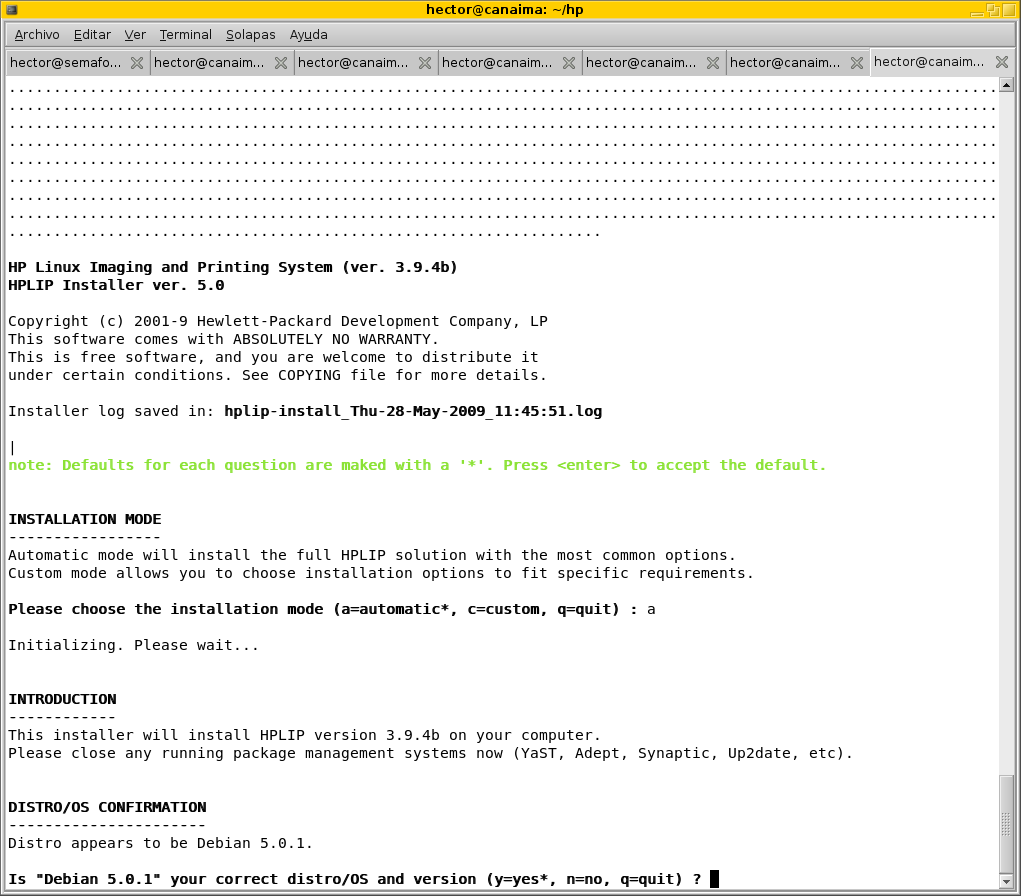 hector@canaima: ~/hp
Archivo Editar Ver Terminal Solapas Ayuda
hector@semafo... hector@canaim... hector@canaim... hector@canaim... hector@canaim... hector@canaim... hector@canaim...
..............................................................................................................
..............................................................................................................
..............................................................................................................
..............................................................................................................
..............................................................................................................
..............................................................................................................
..............................................................................................................
..............................................................................................................
..................................................................
HP Linux Imaging and Printing System (ver. 3.9.4b)
HPLIP Installer ver. 5.0
Copyright (c) 2001-9 Hewlett-Packard Development Company, LP
This software comes with ABSOLUTELY NO WARRANTY.
This is free software, and you are welcome to distribute it
under certain conditions. See COPYING file for more details.
Installer log saved in: hplip-install_Thu-28-May-2009_11:45:51.log
|
note: Defaults for each question are maked with a '*'. Press <enter> to accept the default.
INSTALLATION MODE
-----------------
Automatic mode will install the full HPLIP solution with the most common options.
Custom mode allows you to choose installation options to fit specific requirements.
Please choose the installation mode (a=automatic*, c=custom, q=quit) : a
Initializing. Please wait...
INTRODUCTION
------------
This installer will install HPLIP version 3.9.4b on your computer.
Please close any running package management systems now (YaST, Adept, Synaptic, Up2date, etc).
DISTRO/OS CONFIRMATION
----------------------
Distro appears to be Debian 5.0.1.
Is "Debian 5.0.1" your correct distro/OS and version (y=yes*, n=no, q=quit) ?